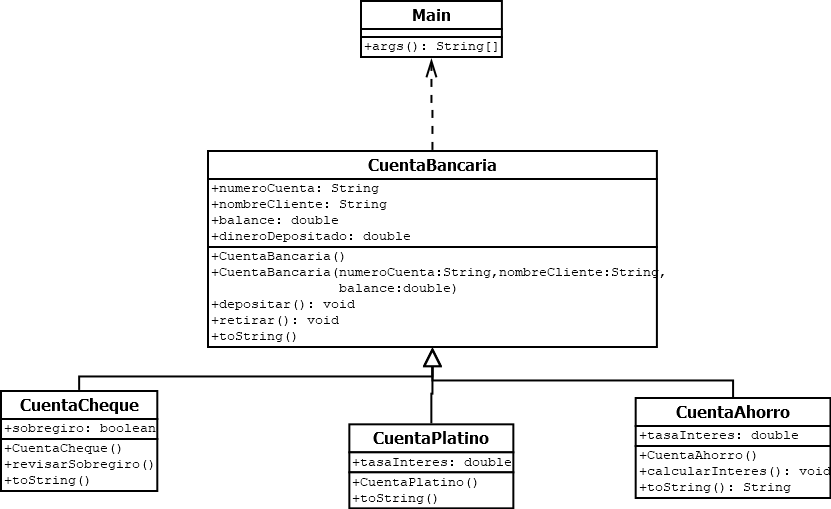 Main
+args(): String[]
CuentaBancaria
+numeroCuenta: String
+nombreCliente: String
+balance: double
+dineroDepositado: double
+CuentaBancaria()
+CuentaBancaria(numeroCuenta:String,nombreCliente:String,
balance:double)
+depositar(): void
+retirar(): void
+toString()
CuentaCheque
+sobregiro: boolean
+CuentaCheque()
+revisarSobregiro()
+toString()
CuentaPlatino
+tasaInteres: double
+CuentaPlatino()
+toString()
CuentaAhorro
+tasaInteres: double
+CuentaAhorro()
+calcularInteres(): void
+toString(): String